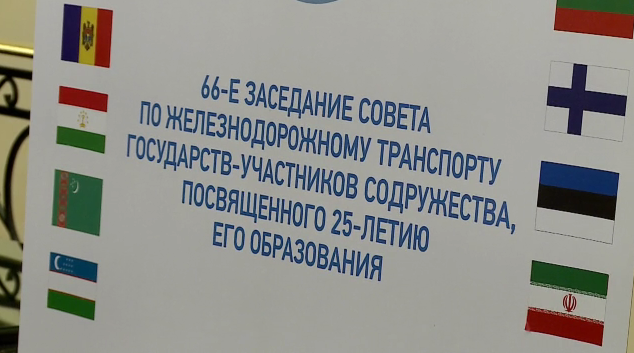 66-Е ЗАСЕДАНИЕ СОВЕТА
ПО ЖЕЛЕЗНОДОРОЖНОМУ ТРАНСПОРТУ
ГОСУДАРСТВ-УЧАСТНИКОВ СОДРУЖЕСТВА,
ПОСВЯЩЕННОГО 25-ЛЕТИЮ
ЕГО ОБРАЗОВАНИЯ